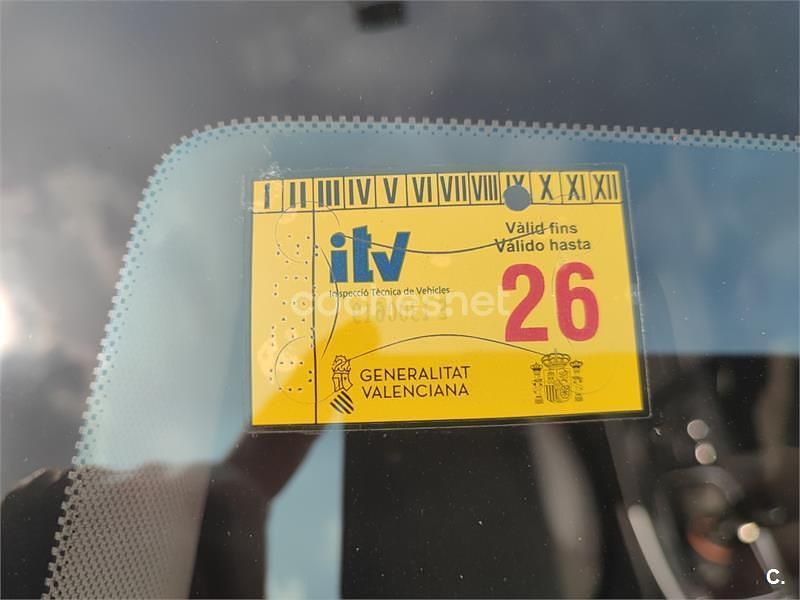 I II III IV V VI VII VIII IX X XI XII
Vàlid fins
Válido hasta
itv
Inspecció Tècnica de Vehicles
26
coches.net
GENERALITAT
VALENCIANA
C.